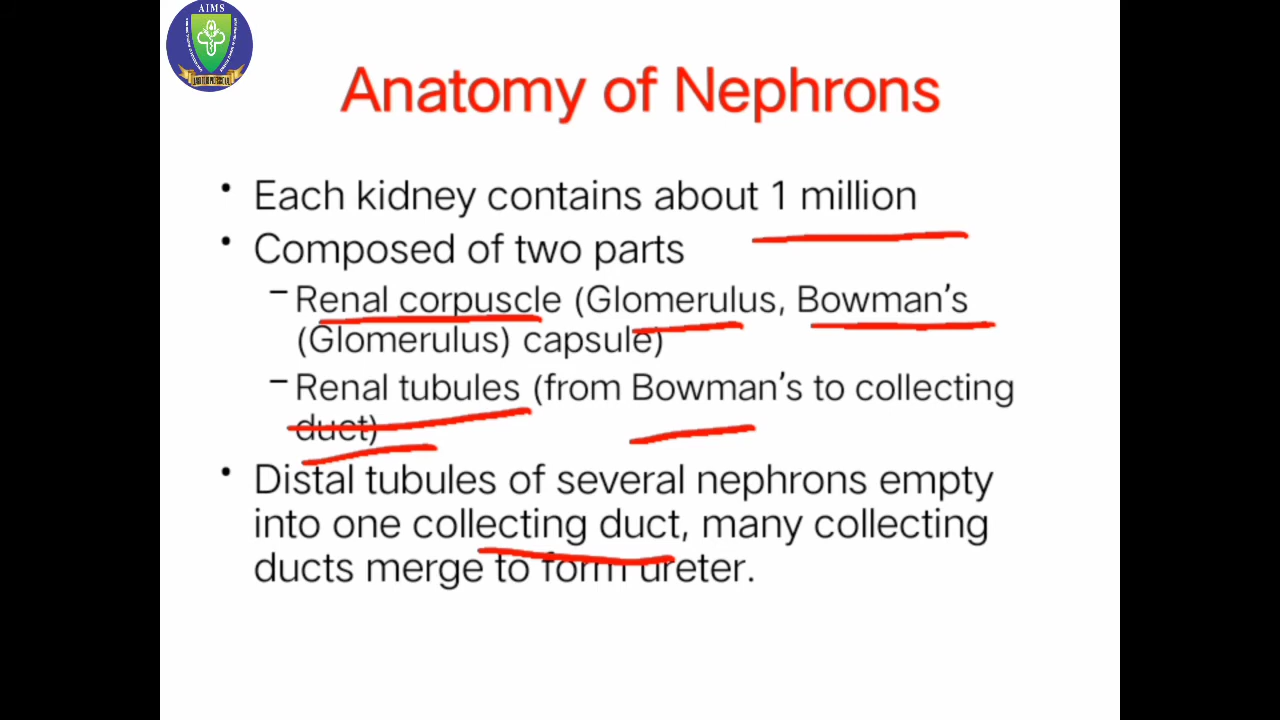 AIMS
Anatomy of Nephrons
• Each kidney contains about 1 million
• Composed of two parts
– Renal corpuscle (Glomerulus, Bowman’s
(Glomerulus) capsule)
– Renal tubules (from Bowman’s to collecting
duct)
• Distal tubules of several nephrons empty
into one collecting duct, many collecting
ducts merge to form ureter.